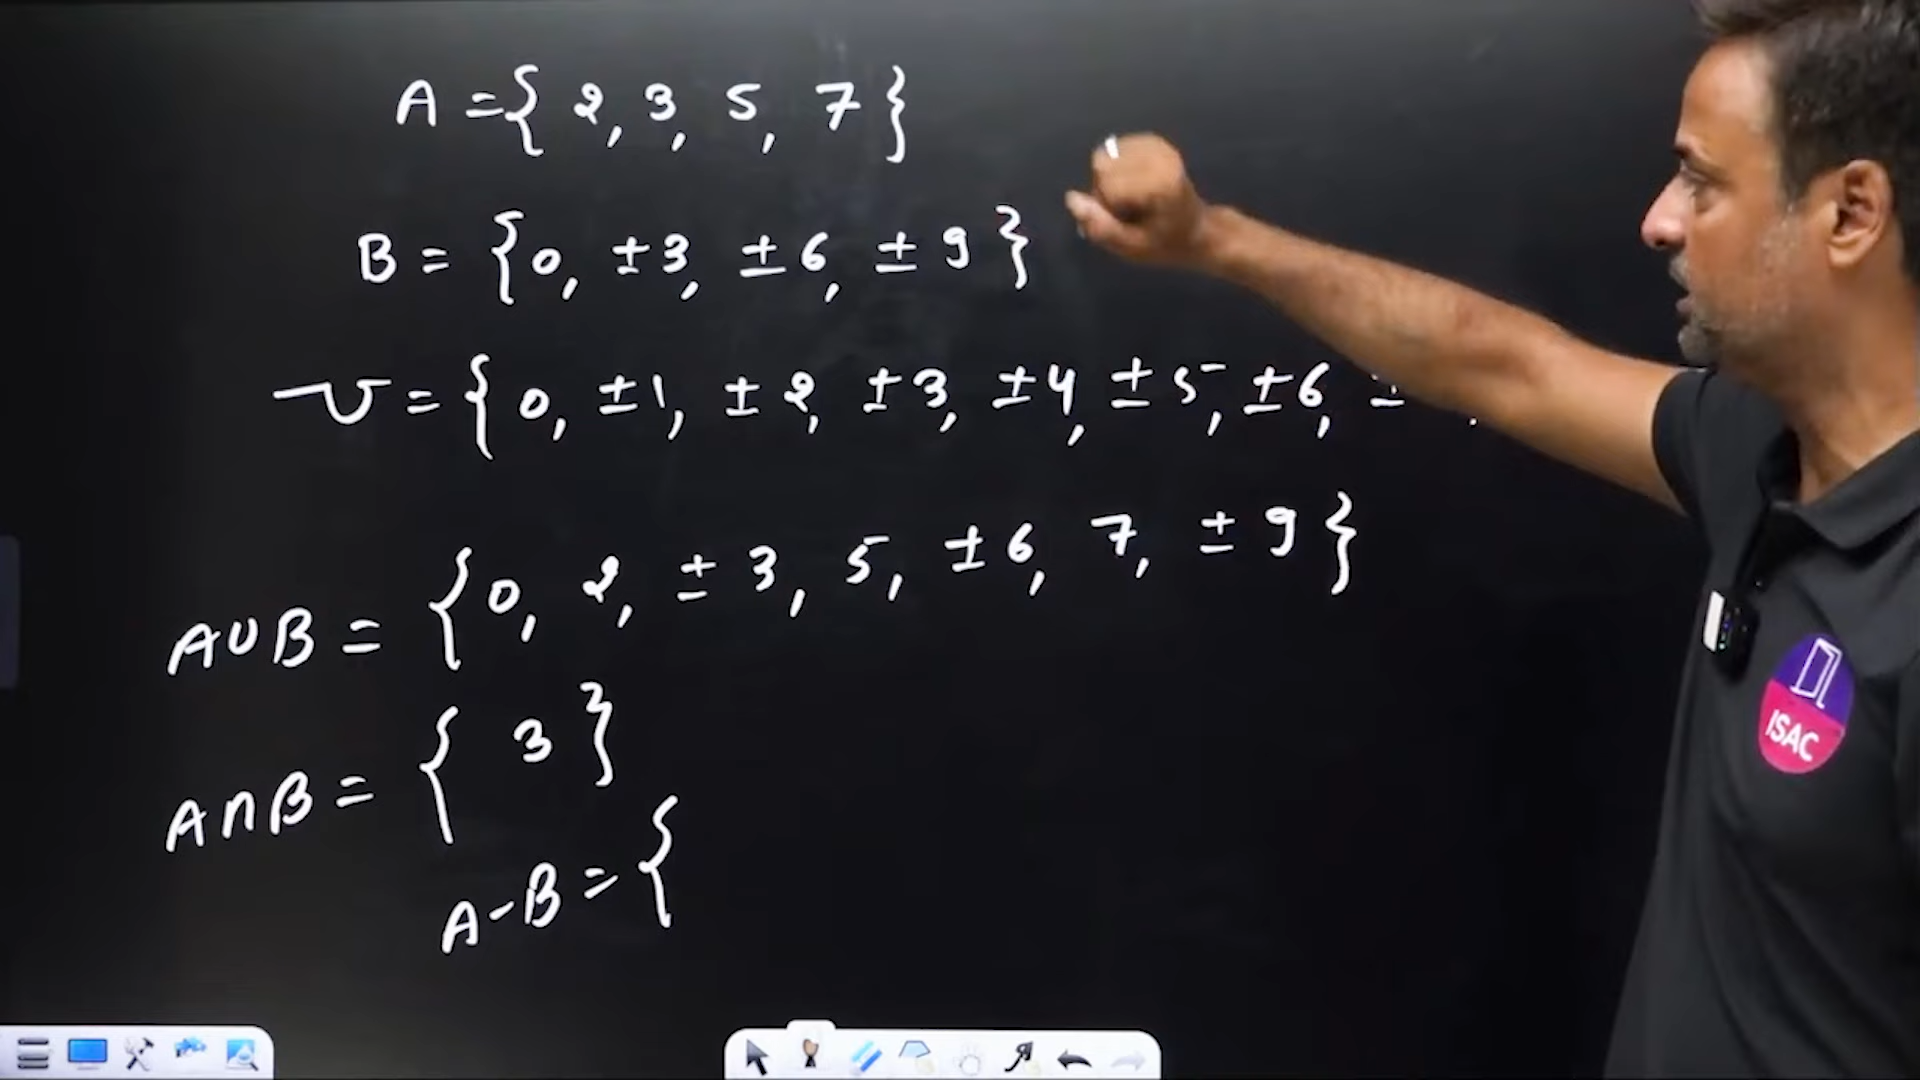 A = { 2, 3, 5, 7 }
B = { 0, ±3, ±6, ±9 }
U = { 0, ±1, ±2, ±3, ±4, ±5, ±6, ±
A∪B = { 0, 2, ±3, 5, ±6, 7, ±9 }
A∩B = { 3 }
A-B = {
ISAC